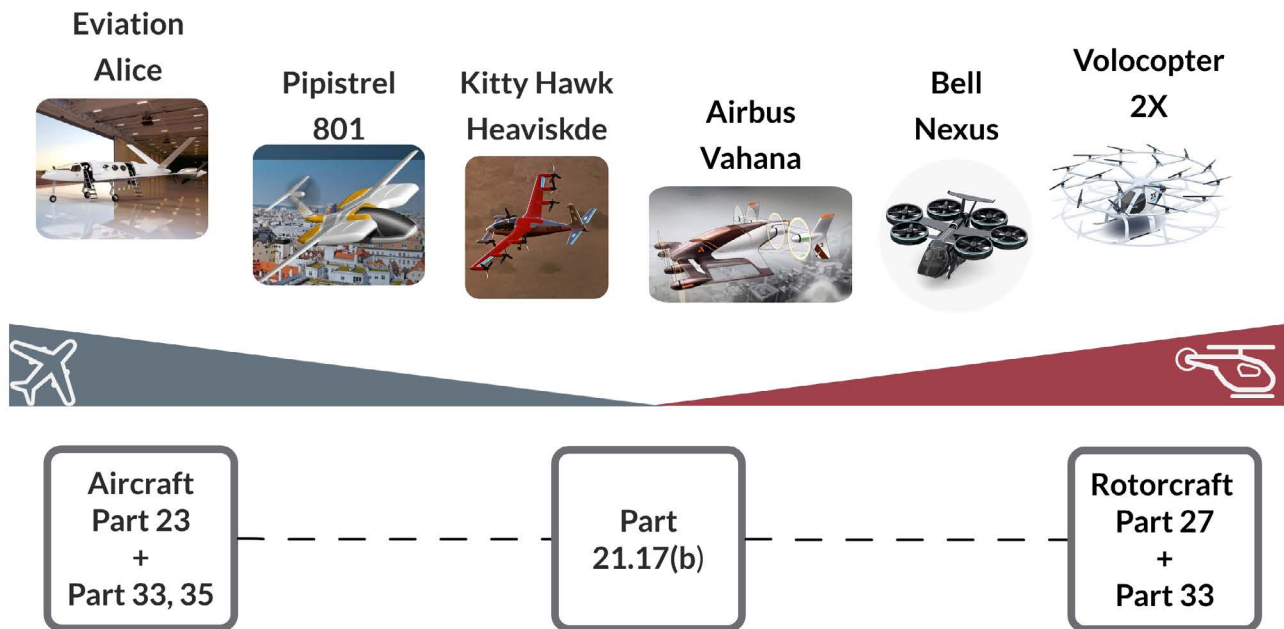 Eviation
Alice
Pipistrel
801
Kitty Hawk
Heaviskde
Airbus
Vahana
Bell
Nexus
Volocopter
2X
Aircraft
Part 23
+
Part 33, 35
Part
21.17(b)
Rotorcraft
Part 27
+
Part 33